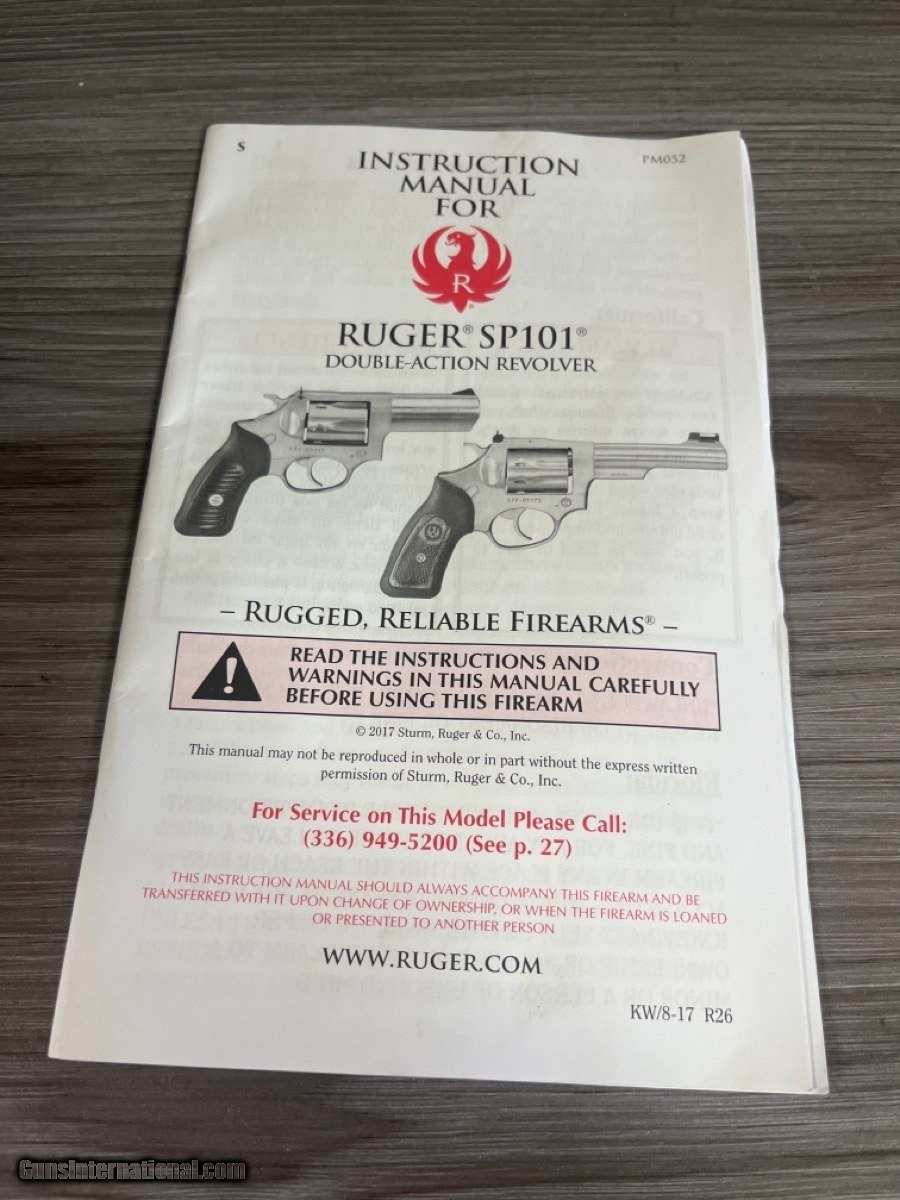 S
PM052
INSTRUCTION
MANUAL
FOR
R
RUGER® SP101®
DOUBLE-ACTION REVOLVER
– RUGGED, RELIABLE FIREARMS® –
READ THE INSTRUCTIONS AND
WARNINGS IN THIS MANUAL CAREFULLY
BEFORE USING THIS FIREARM
© 2017 Sturm, Ruger & Co., Inc.
This manual may not be reproduced in whole or in part without the express written
permission of Sturm, Ruger & Co., Inc.
For Service on This Model Please Call:
(336) 949-5200 (See p. 27)
THIS INSTRUCTION MANUAL SHOULD ALWAYS ACCOMPANY THIS FIREARM AND BE
TRANSFERRED WITH IT UPON CHANGE OF OWNERSHIP, OR WHEN THE FIREARM IS LOANED
OR PRESENTED TO ANOTHER PERSON
WWW.RUGER.COM
KW/8-17 R26
GunsInternational.com